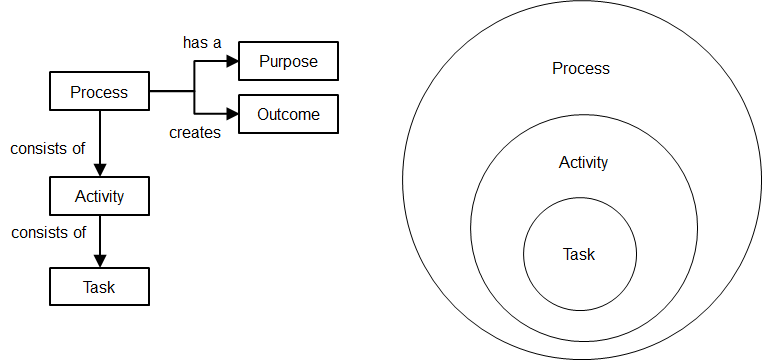 has a
Purpose
Process
Outcome
creates
consists of
Activity
consists of
Task
Process
Activity
Task